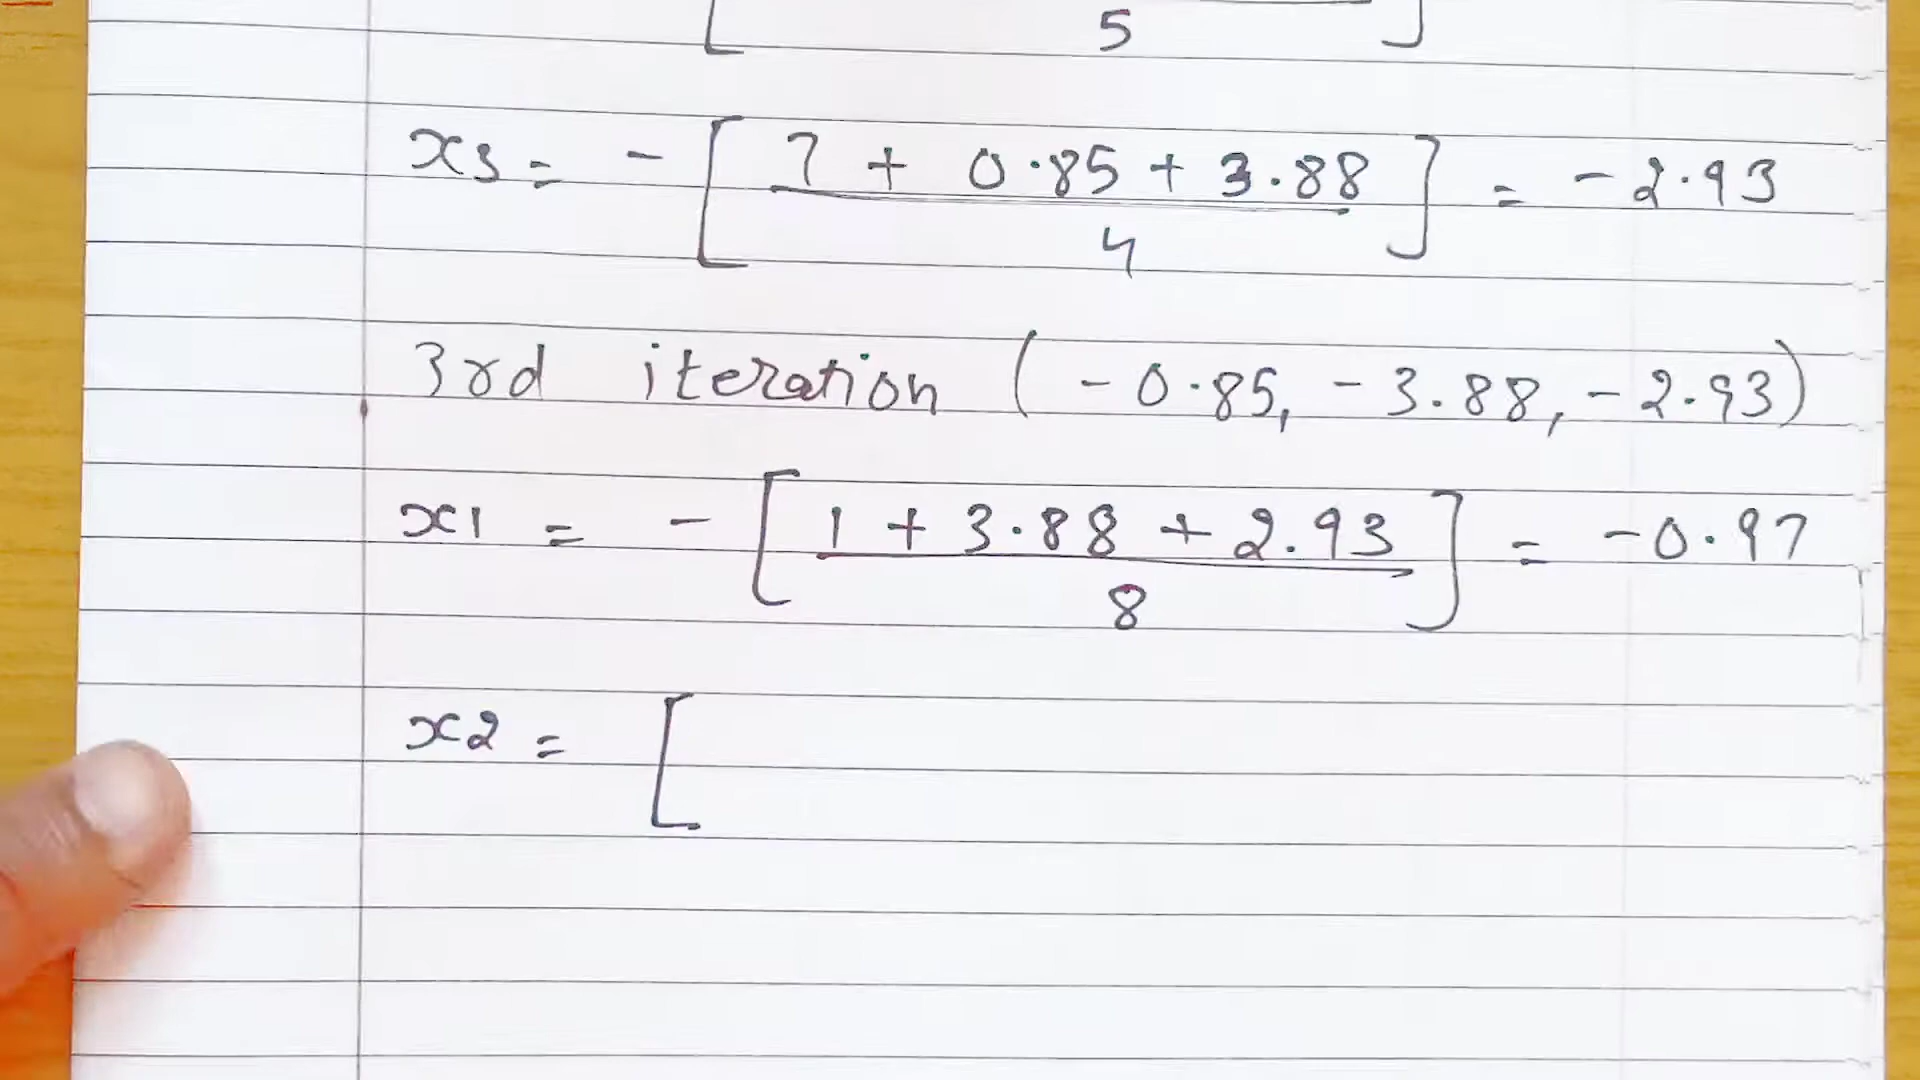 5
x3 = - [ 7 + 0.85 + 3.88 ] = -2.93
4
3rd iteration (-0.85, -3.88, -2.93)
x1 = - [ 1 + 3.88 + 2.93 ] = -0.97
8
x2 = [